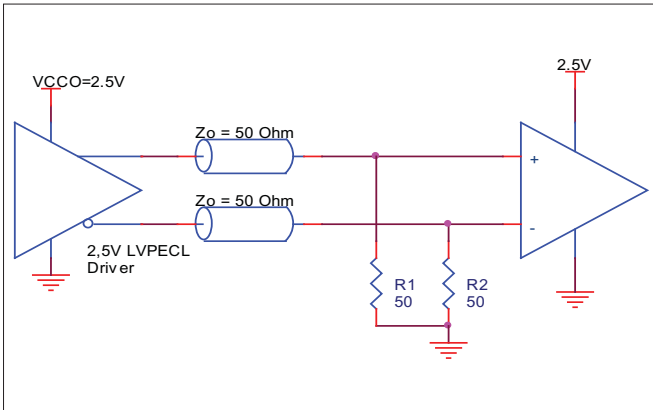 VCCO=2.5V
2.5V
Zo = 50 Ohm
+
Zo = 50 Ohm
-
2,5V LVPECL
Driver
R1
50
R2
50